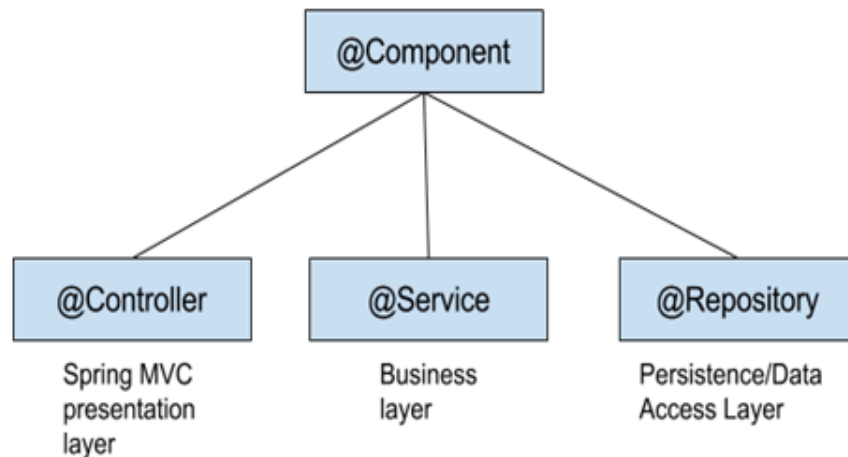 @Component
@Controller
@Service
@Repository
Spring MVC
presentation
layer
Business
layer
Persistence/Data
Access Layer